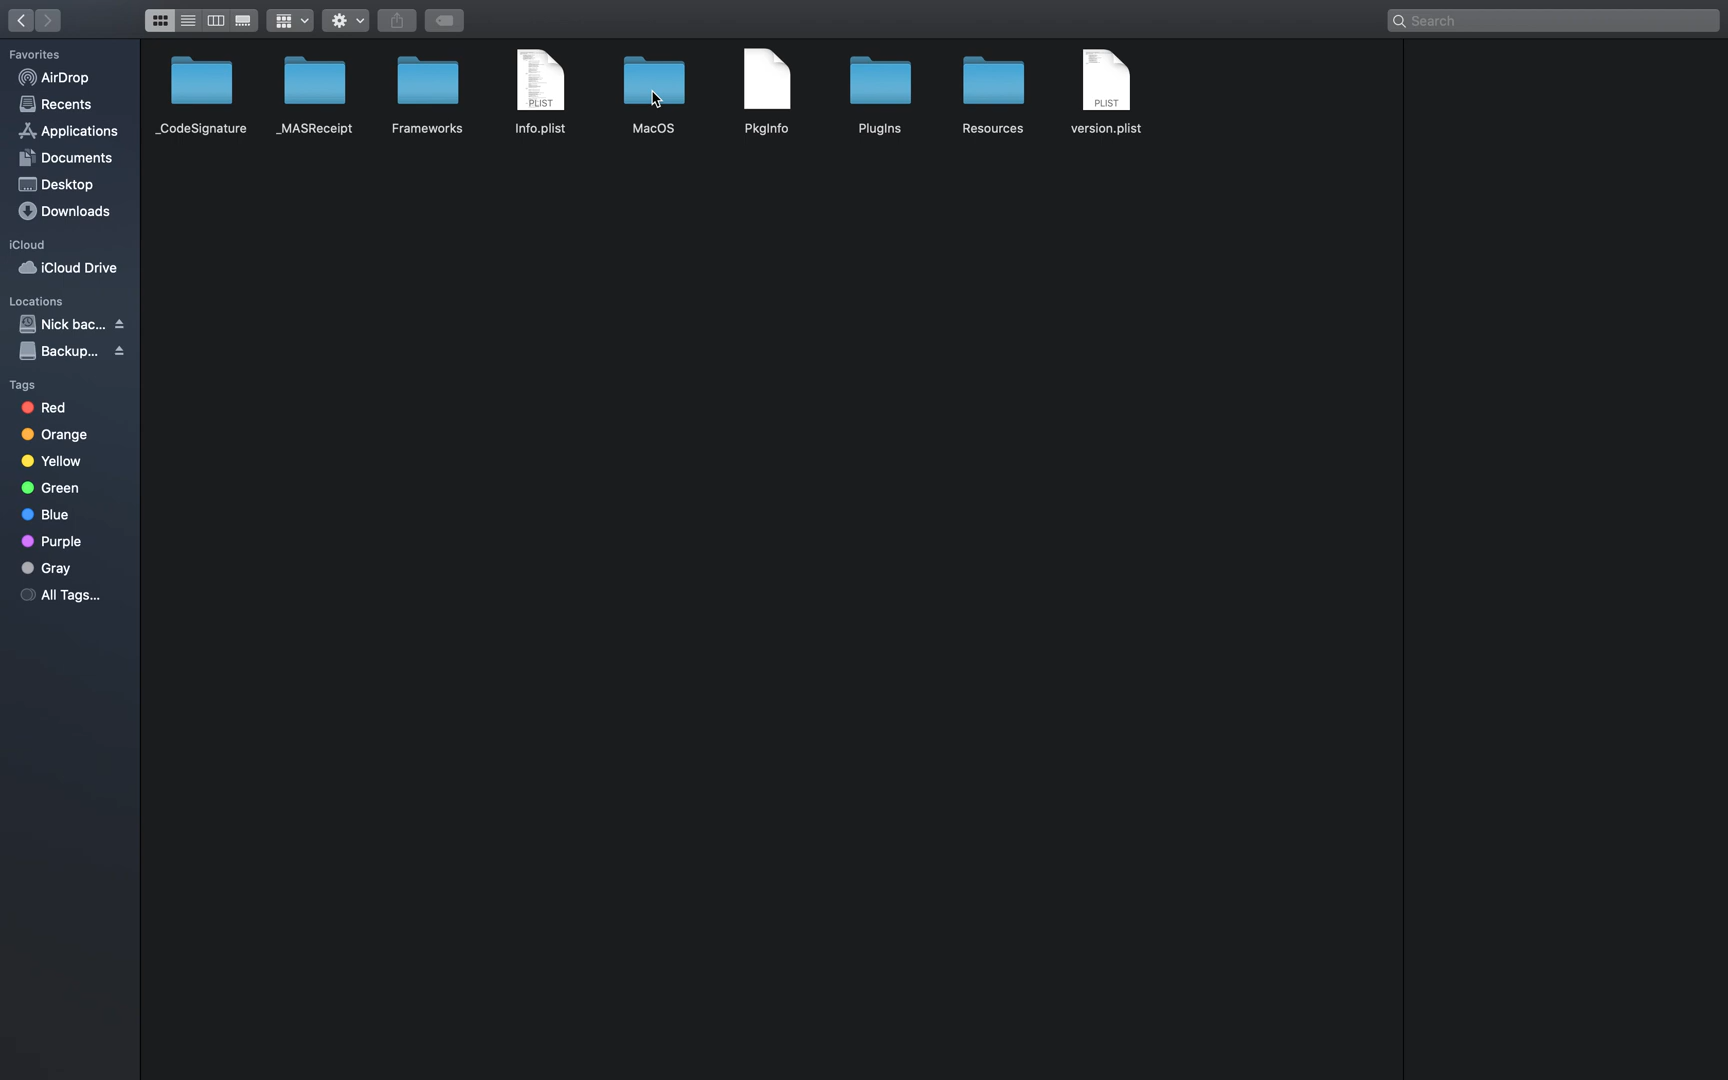 Search
Favorites
AirDrop
Recents
Applications
Documents
Desktop
Downloads
iCloud
iCloud Drive
Locations
Nick bac...
Backup...
Tags
Red
Orange
Yellow
Green
Blue
Purple
Gray
All Tags...
PLIST
PLIST
_CodeSignature
_MASReceipt
Frameworks
Info.plist
MacOS
PkgInfo
PlugIns
Resources
version.plist